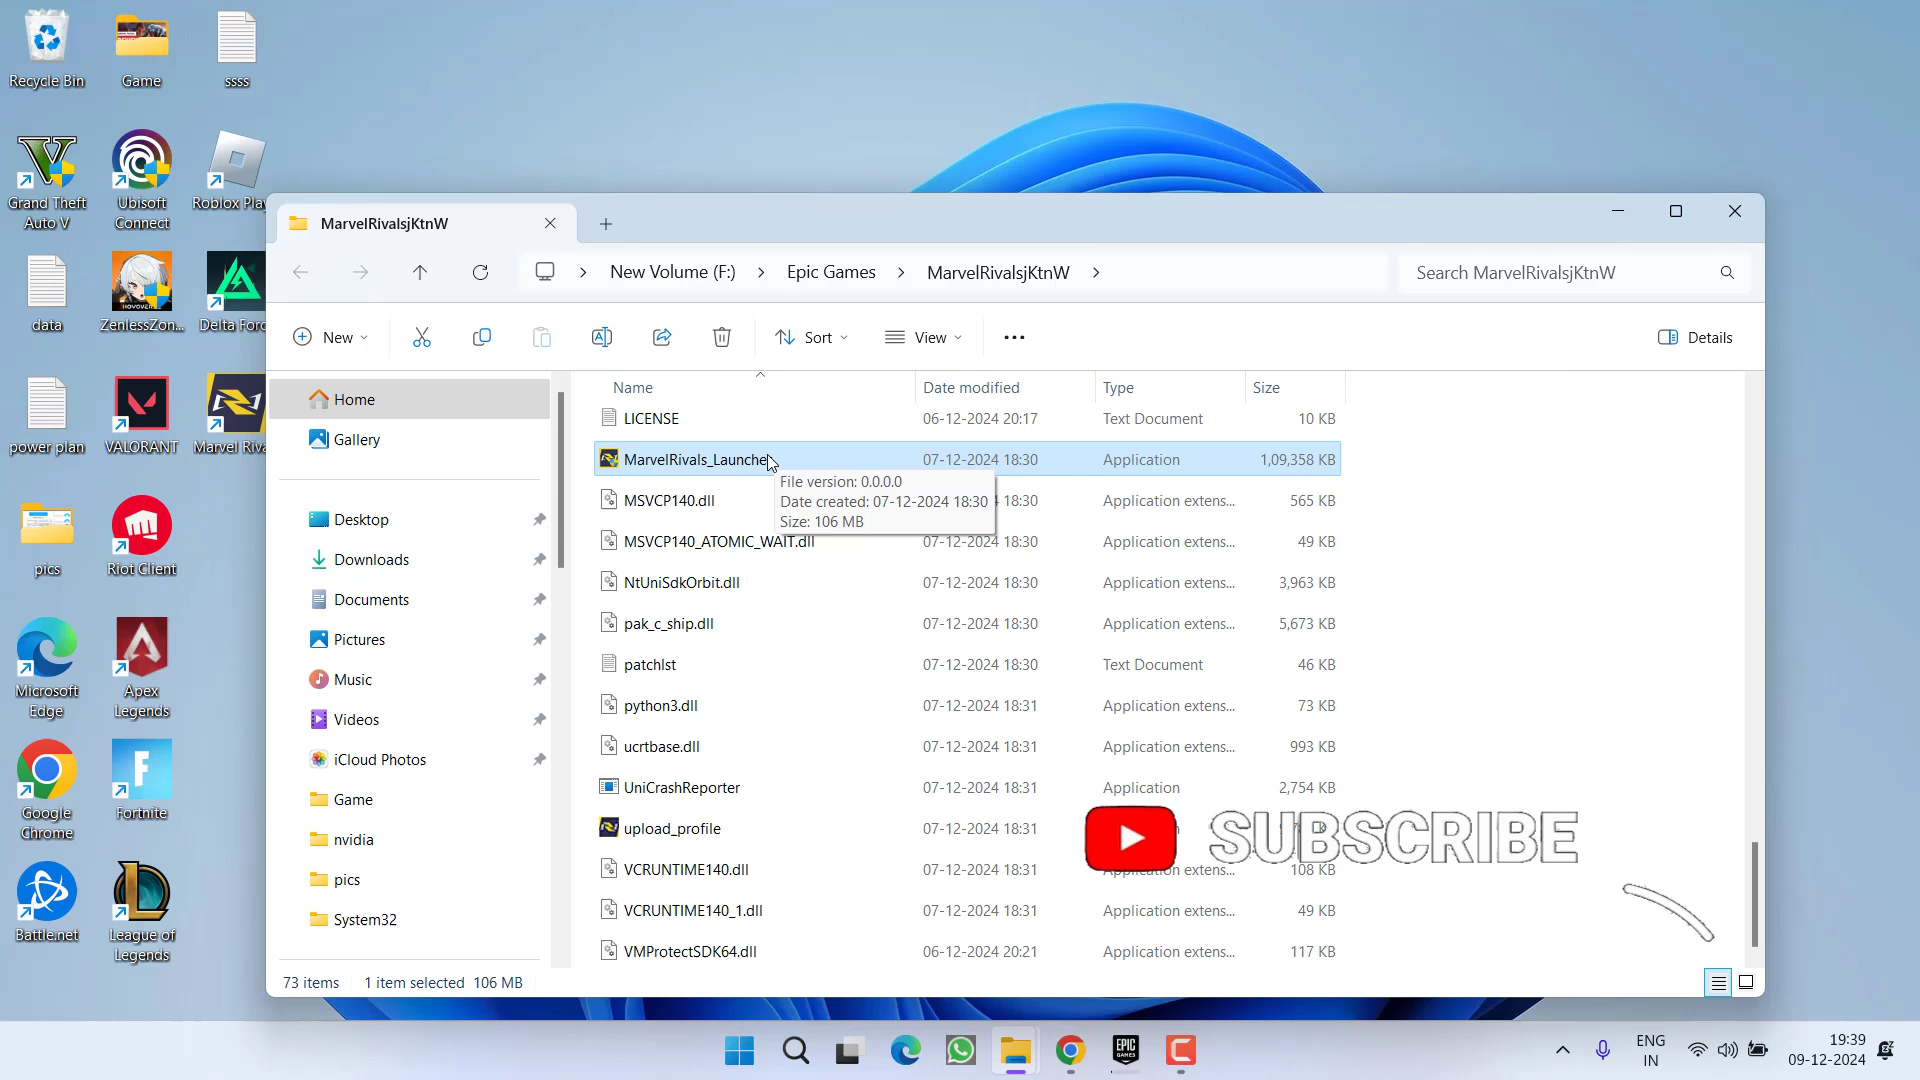 Recycle Bin
Game
ssss
Grand Theft
Auto V
Ubisoft
Connect
Roblox Pla
data
ZenlessZon...
Delta Forc
power plan
VALORANT
Marvel Riva
pics
Riot Client
Microsoft
Edge
Apex
Legends
Google
Chrome
Fortnite
Battle.net
League of
Legends
MarvelRivalsjKtnW
New Volume (F:)
Epic Games
MarvelRivalsjKtnW
Search MarvelRivalsjKtnW
New
Sort
View
Details
Home
Gallery
Desktop
Downloads
Documents
Pictures
Music
Videos
iCloud Photos
Game
nvidia
pics
System32
Name Date modified Type Size
LICENSE 06-12-2024 20:17 Text Document 10 KB
MarvelRivals_Launche 07-12-2024 18:30 Application 1,09,358 KB
File version: 0.0.0.0
Date created: 07-12-2024 18:30
Size: 106 MB
MSVCP140.dll 18:30 Application extens... 565 KB
MSVCP140_ATOMIC_WAIT.dll 07-12-2024 18:30 Application extens... 49 KB
NtUniSdkOrbit.dll 07-12-2024 18:30 Application extens... 3,963 KB
pak_c_ship.dll 07-12-2024 18:30 Application extens... 5,673 KB
patchlst 07-12-2024 18:30 Text Document 46 KB
python3.dll 07-12-2024 18:31 Application extens... 73 KB
ucrtbase.dll 07-12-2024 18:31 Application extens... 993 KB
UniCrashReporter 07-12-2024 18:31 Application 2,754 KB
upload_profile 07-12-2024 18:31
SUBSCRIBE
VCRUNTIME140.dll 07-12-2024 18:31 Application extens... 108 KB
VCRUNTIME140_1.dll 07-12-2024 18:31 Application extens... 49 KB
VMProtectSDK64.dll 06-12-2024 20:21 Application extens... 117 KB
73 items 1 item selected 106 MB
EPIC
GAMES
ENG
IN
19:39
09-12-2024